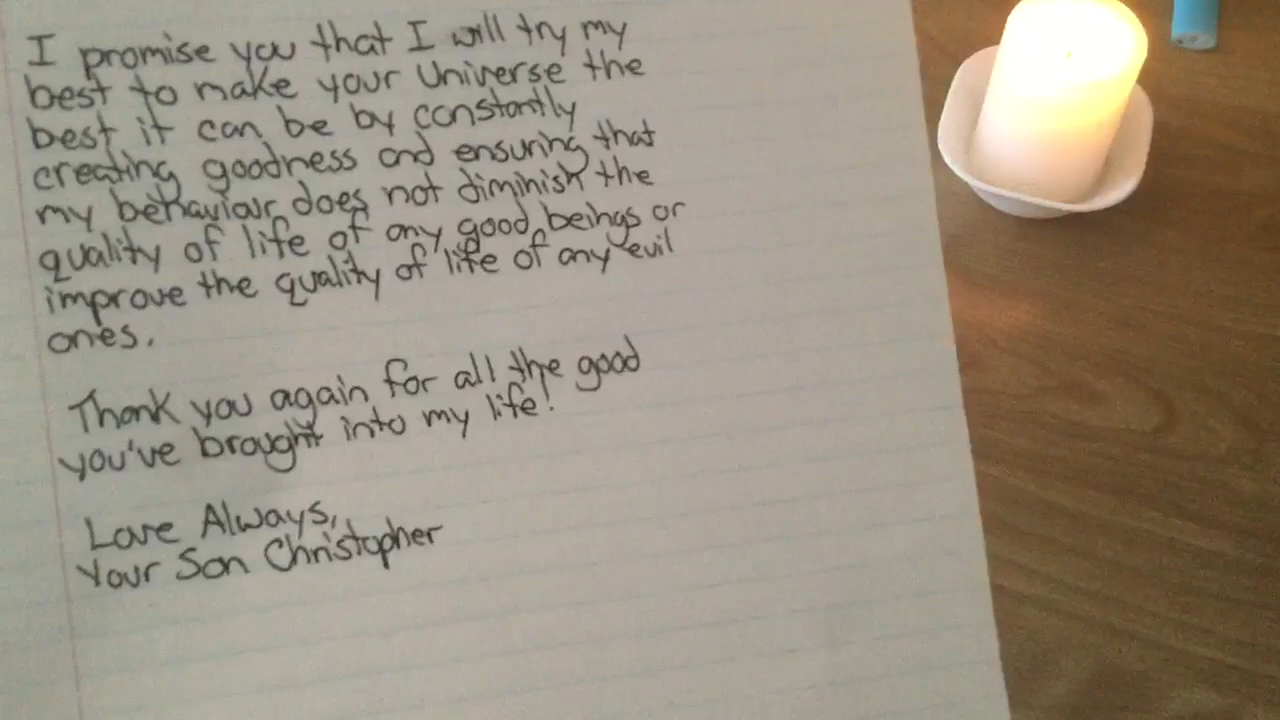 I promise you that I will try my
best to make your Universe the
best it can be by constantly
creating goodness and ensuring that
my behaviour does not diminish the
quality of life of any good beings or
improve the quality of life of any evil
ones.
Thank you again for all the good
you've brought into my life!
Love Always,
Your Son Christopher